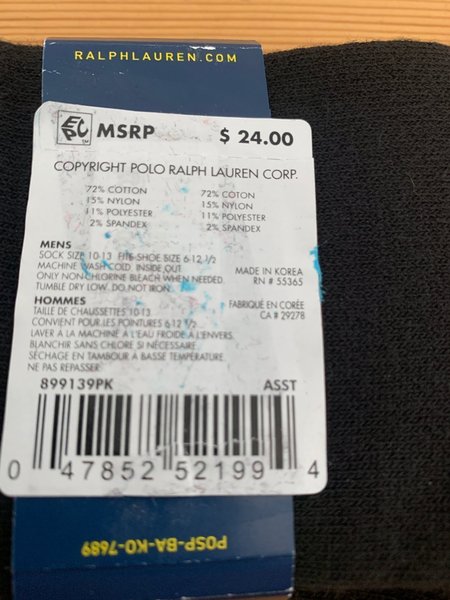 RALPHLAUREN.COM
MSRP $ 24.00
COPYRIGHT POLO RALPH LAUREN CORP.
72% COTTON 72% COTON
15% NYLON 15% NYLON
11% POLYESTER 11% POLYESTER
2% SPANDEX 2% SPANDEX
MENS
SOCK SIZE 10-13 FITS SHOE SIZE 6-12 1/2
MACHINE WASH COLD INSIDE OUT MADE IN KOREA
ONLY NON CHLORINE BLEACH WHEN NEEDED RN # 55365
TUMBLE DRY LOW. DO NOT IRON.
HOMMES FABRIQUÉ EN CORÉE
TAILLE DE CHAUSSETTES 10-13 CA # 29278
CONVIENT POUR LES POINTURES 6-12 1/2
LAVER A LA MACHINE A L'EAU FROIDE A L'ENVERS.
BLANCHIR SANS CHLORE SI NÉCESSAIRE
SÉCHAGE EN TAMBOUR A BASSE TEMPÉRATURE.
NE PAS REPASSER
899139PK ASST
0 47852 52199 4
POSP-BA-KO-7689